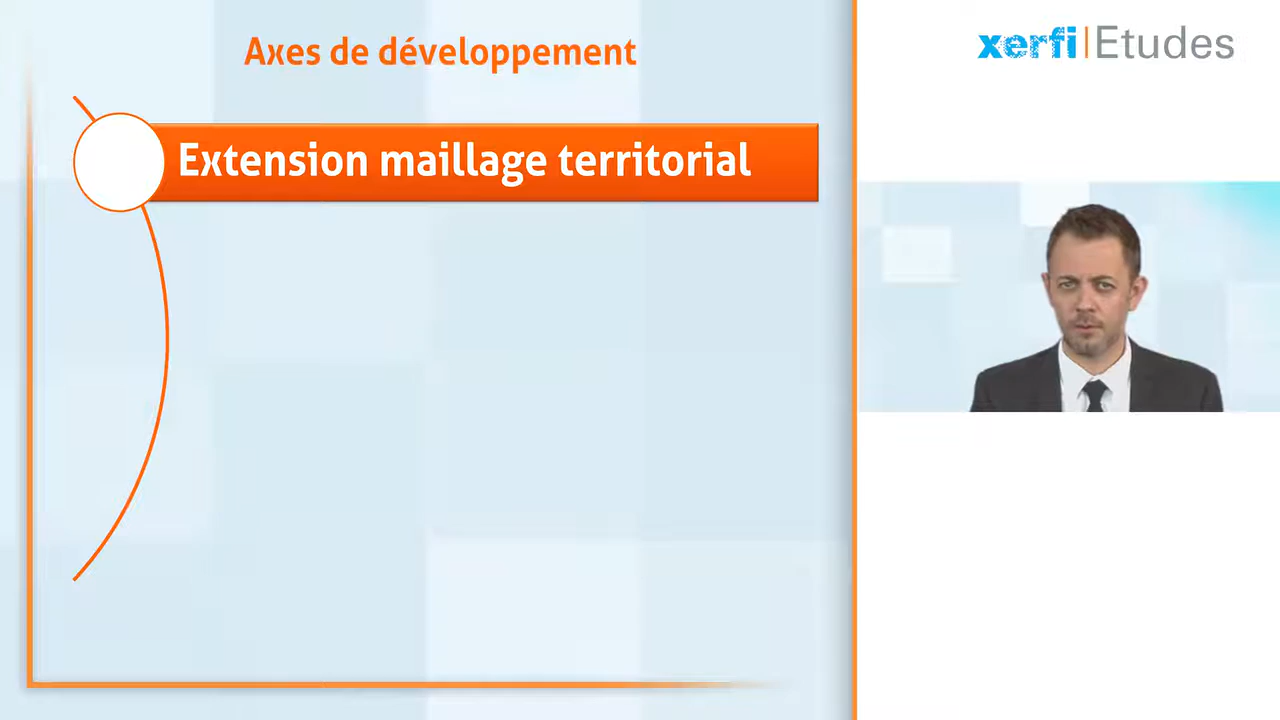 Axes de développement
Extension maillage territorial
xerfi|Etudes